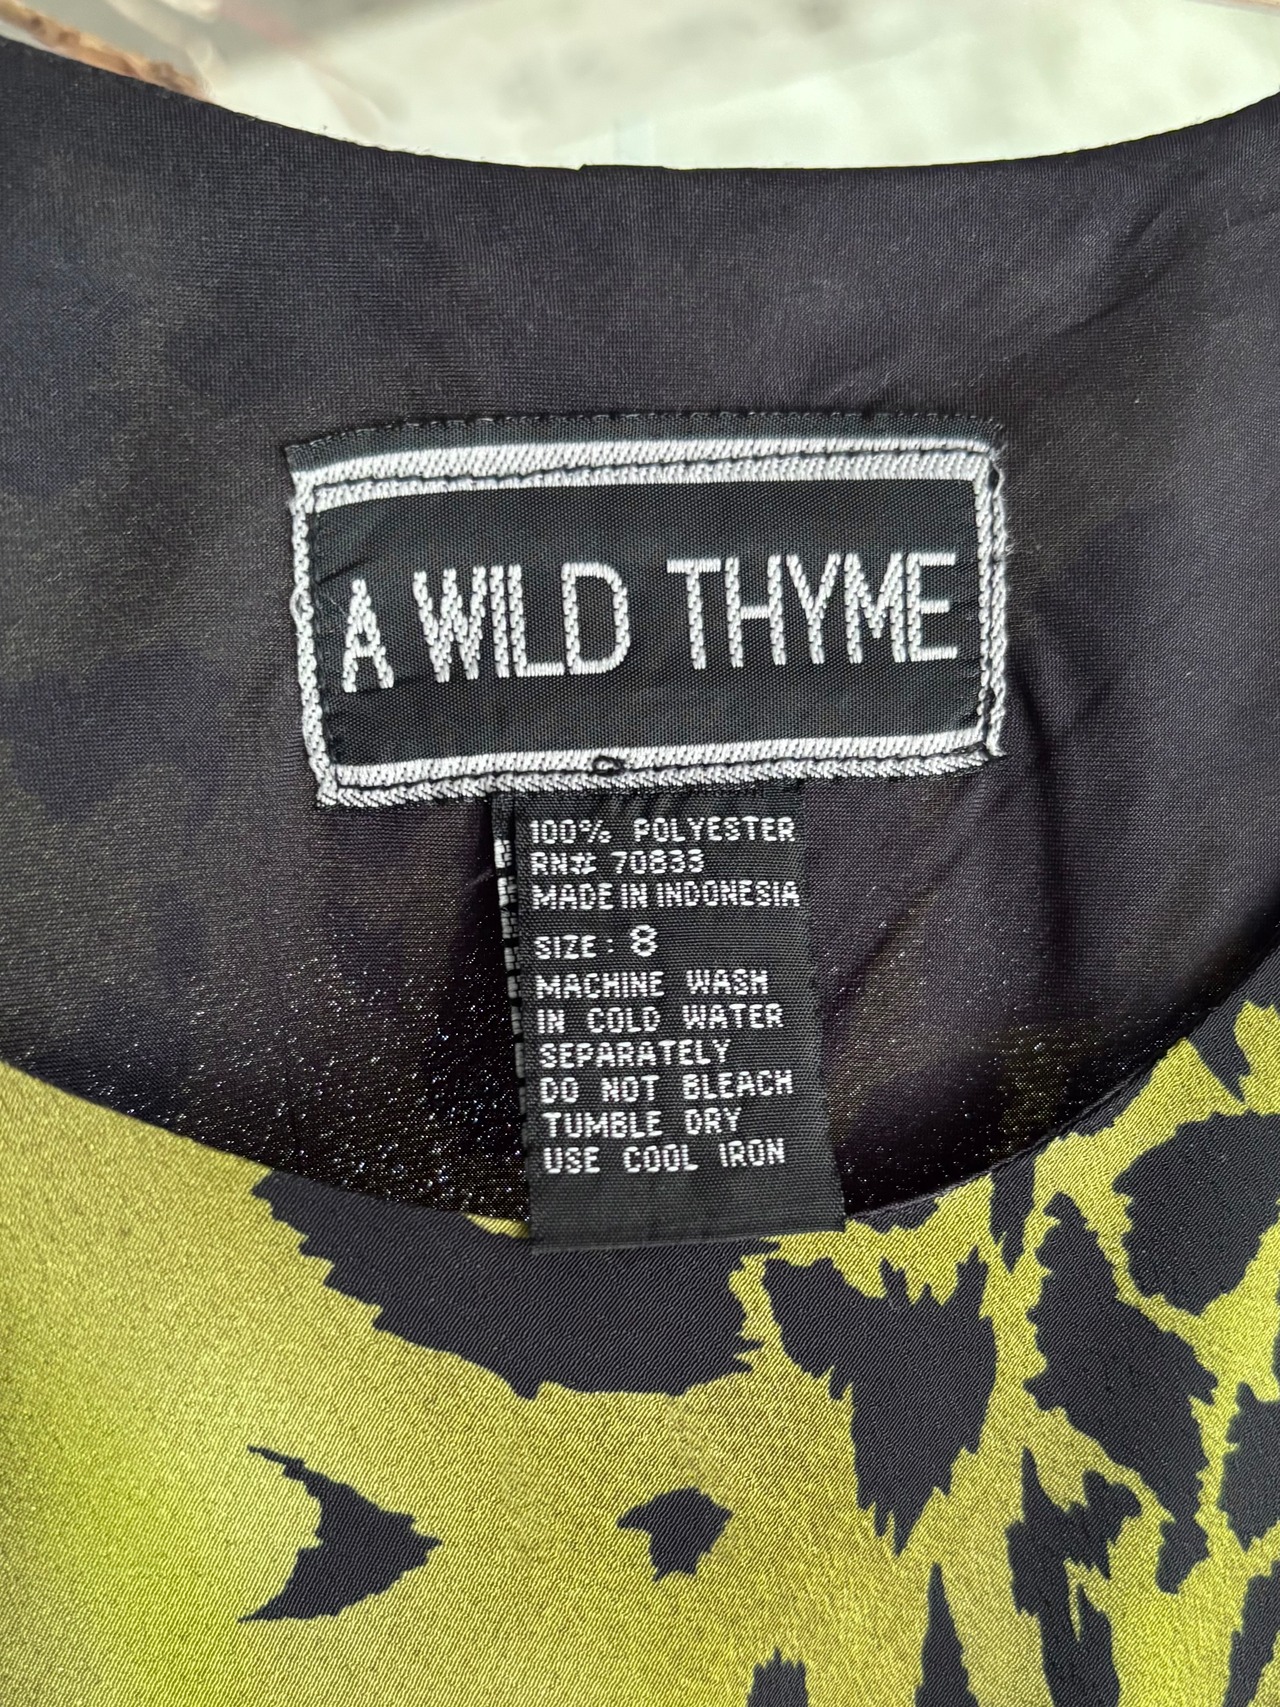 A WILD THYME
100% POLYESTER
RN# 70833
MADE IN INDONESIA
SIZE: 8
MACHINE WASH
IN COLD WATER
SEPARATELY
DO NOT BLEACH
TUMBLE DRY
USE COOL IRON